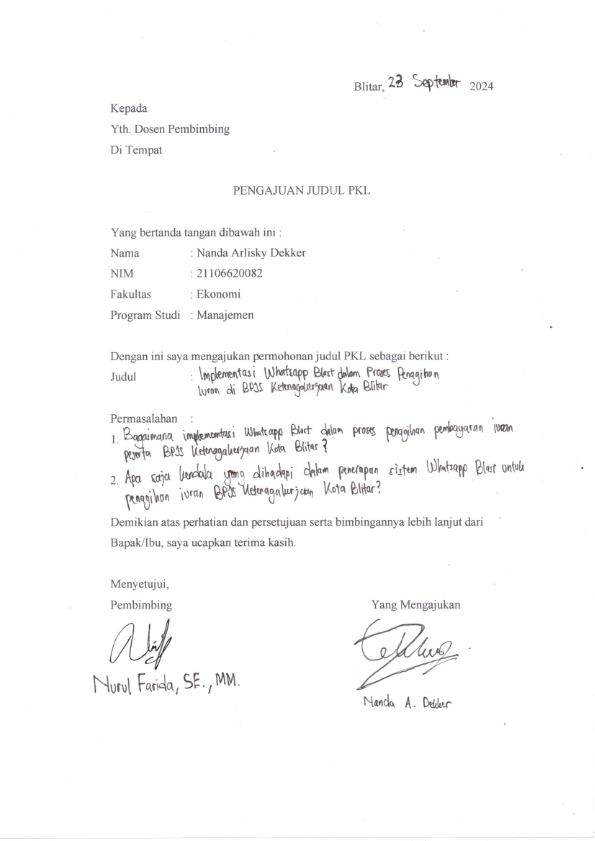 Blitar, 23 September 2024
Kepada
Yth. Dosen Pembimbing
Di Tempat
PENGAJUAN JUDUL PKL
Yang bertanda tangan dibawah ini :
Nama : Nanda Arlisky Dekker
NIM : 21106620082
Fakultas : Ekonomi
Program Studi : Manajemen
Dengan ini saya mengajukan permohonan judul PKL sebagai berikut :
Judul : Implementasi Whatsapp Blast dalam Proses Penagihan
Iuran di BPJS Ketenagakerjaan Kota Blitar
Permasalahan :
1. Bagaimana implementasi Whatsapp Blast dalam proses penagihan pembayaran iuran
peserta BPJS Ketenagakerjaan Kota Blitar?
2. Apa saja kendala yang dihadapi dalam penerapan sistem Whatsapp Blast untuk
penagihan iuran BPJS Ketenagakerjaan Kota Blitar?
Demikian atas perhatian dan persetujuan serta bimbingannya lebih lanjut dari
Bapak/Ibu, saya ucapkan terima kasih.
Menyetujui,
Pembimbing Yang Mengajukan
Nurul Farida, SE., MM.
Nanda A. Dekker